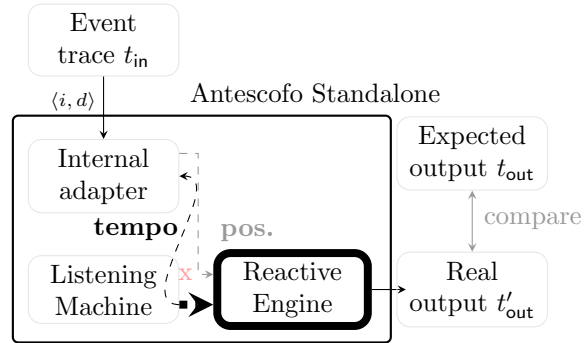 Event
trace t_in
⟨i, d⟩
Antescofo Standalone
Internal
adapter
Expected
output t_out
tempo
pos.
compare
Listening
Machine
x
Reactive
Engine
Real
output t'_out